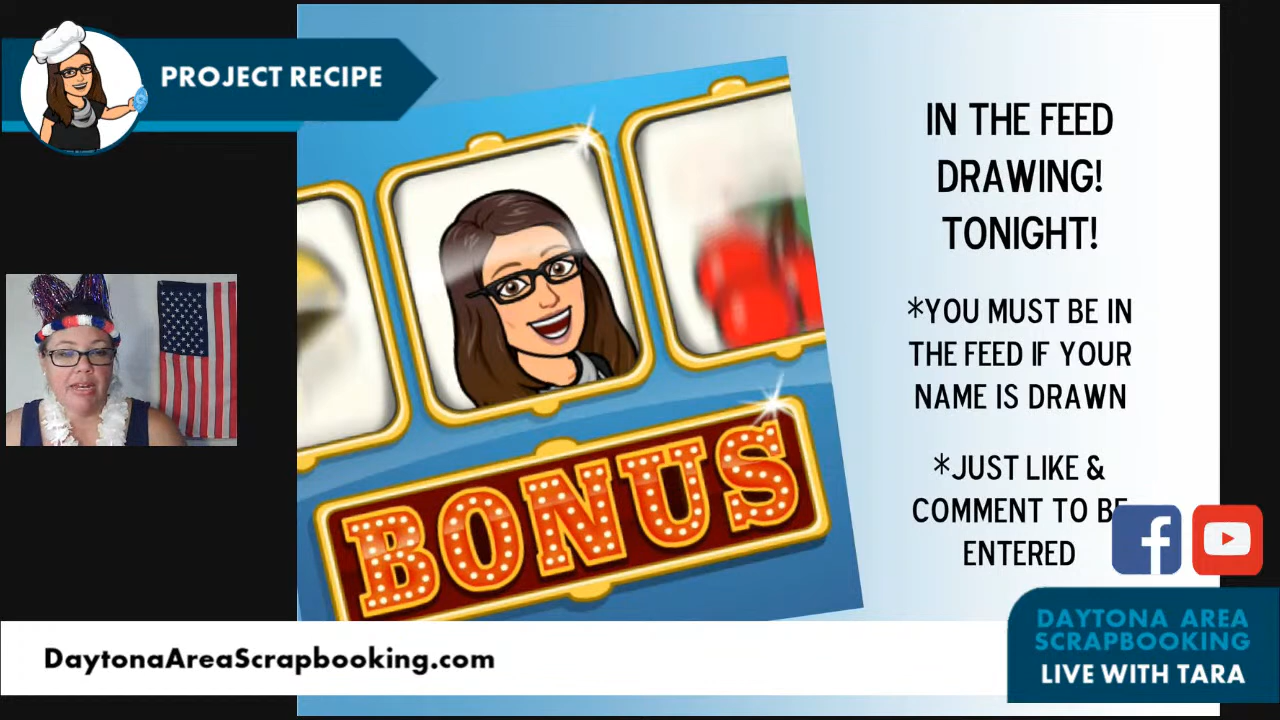 PROJECT RECIPE
IN THE FEED
DRAWING!
TONIGHT!
*YOU MUST BE IN
THE FEED IF YOUR
NAME IS DRAWN
*JUST LIKE &
COMMENT TO BE
ENTERED
BONUS
DaytonaAreaScrapbooking.com
DAYTONA AREA
SCRAPBOOKING
LIVE WITH TARA